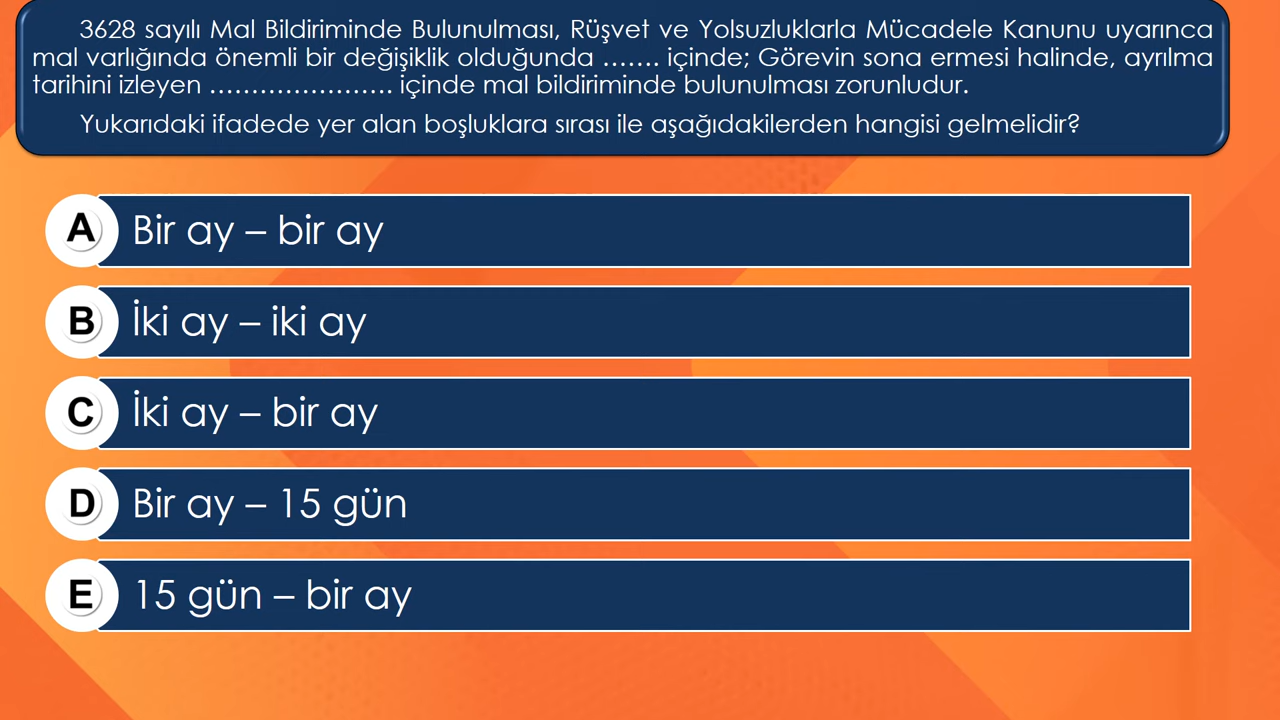 3628 sayılı Mal Bildiriminde Bulunulması, Rüşvet ve Yolsuzluklarla Mücadele Kanunu uyarınca
mal varlığında önemli bir değişiklik olduğunda ....... içinde; Görevin sona ermesi halinde, ayrılma
tarihini izleyen ...................... içinde mal bildiriminde bulunulması zorunludur.
Yukarıdaki ifadede yer alan boşluklara sırası ile aşağıdakilerden hangisi gelmelidir?
A Bir ay – bir ay
B İki ay – iki ay
C İki ay – bir ay
D Bir ay – 15 gün
E 15 gün – bir ay